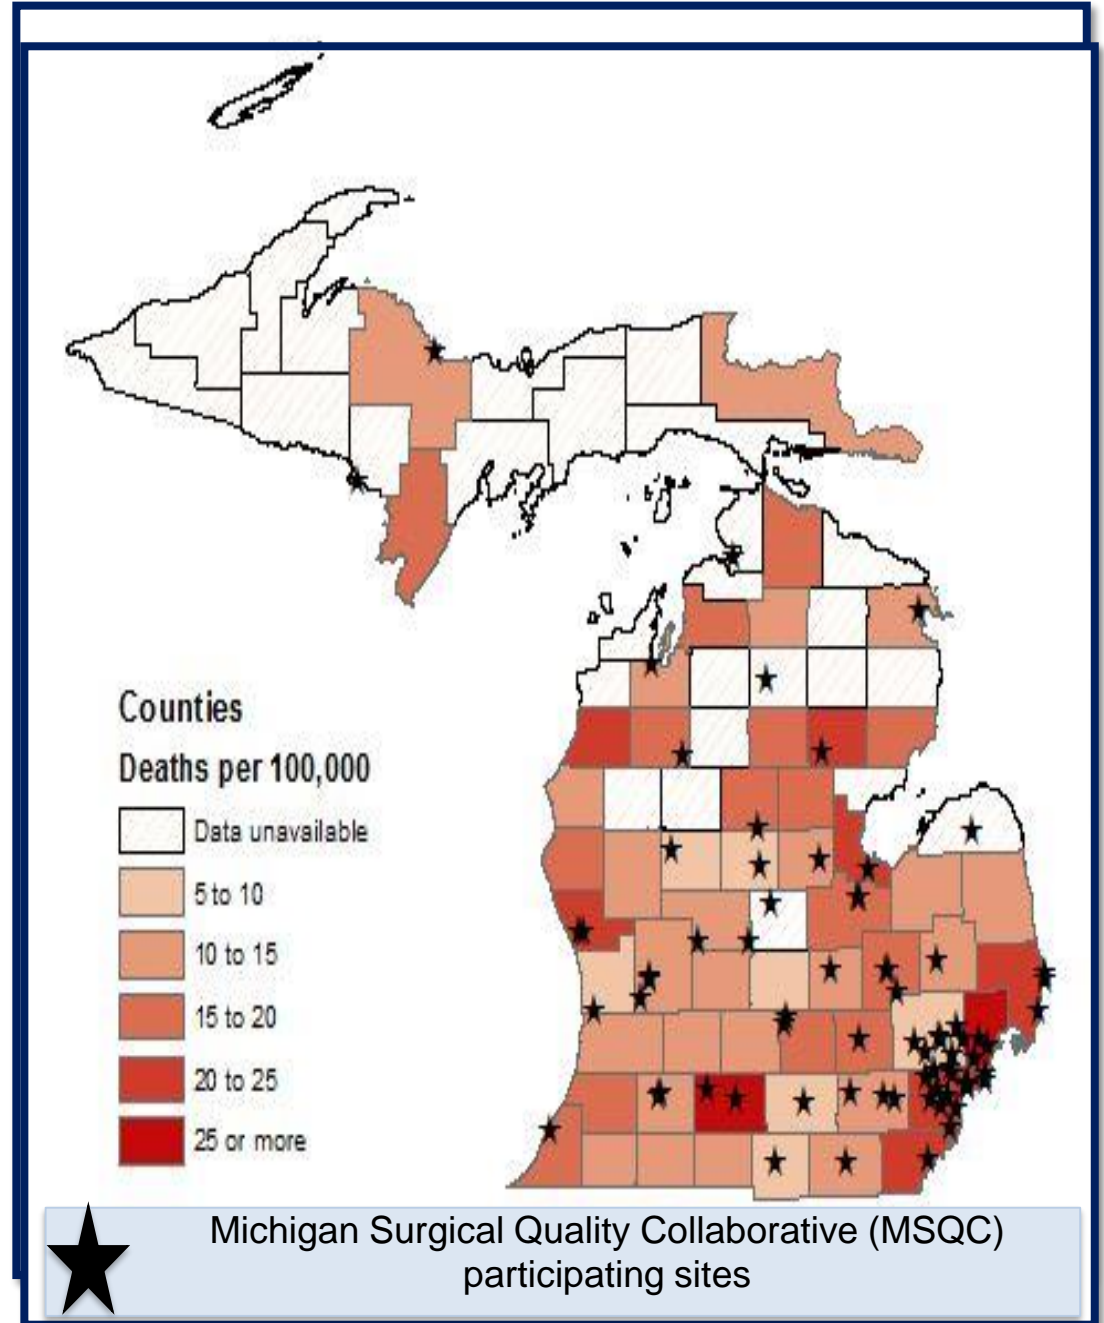 Counties
Deaths per 100,000
Data unavailable
5 to 10
10 to 15
15 to 20
20 to 25
25 or more
Michigan Surgical Quality Collaborative (MSQC)
participating sites